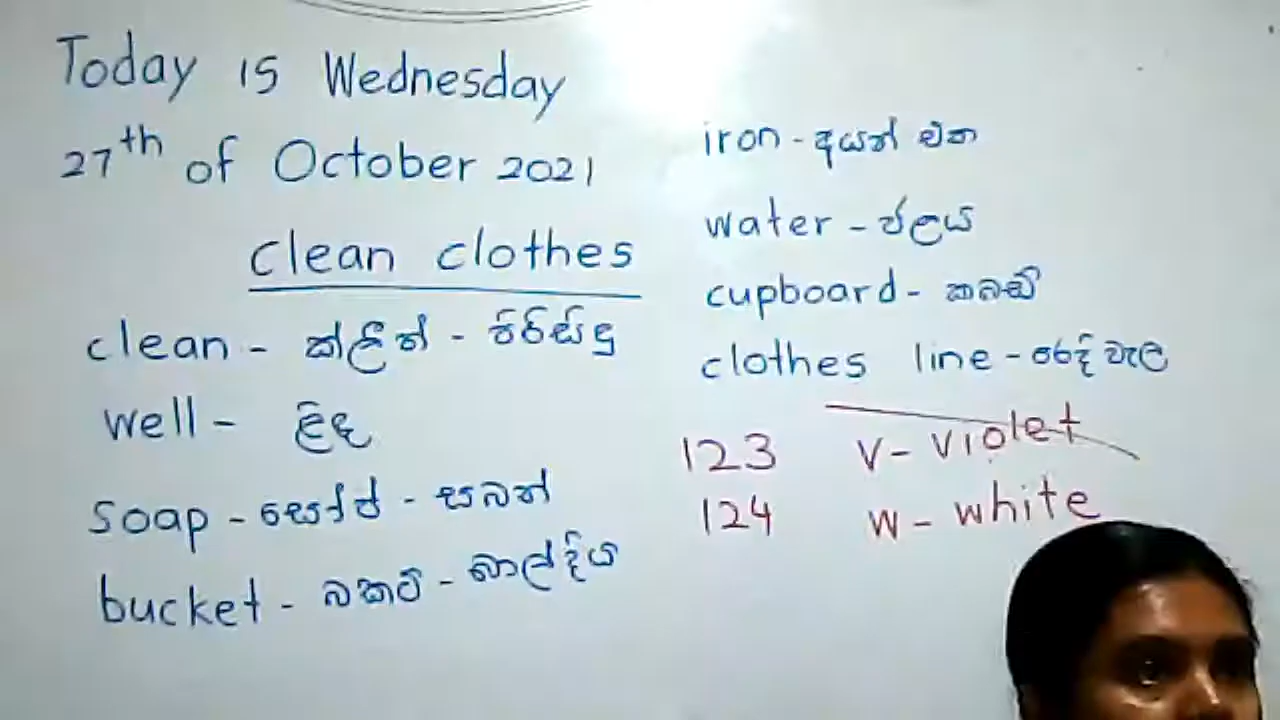 Today is Wednesday
27th of October 2021
clean clothes
clean - ක්ලීන් - පිරිසිදු
well - ළිඳ
soap - සෝප් - සබන්
bucket - බකට් - බාල්දිය
iron - අයන් එක
water - ජලය
cupboard - කබඩ්
clothes line - රෙදි වැල
123 V - violet
124 W - white